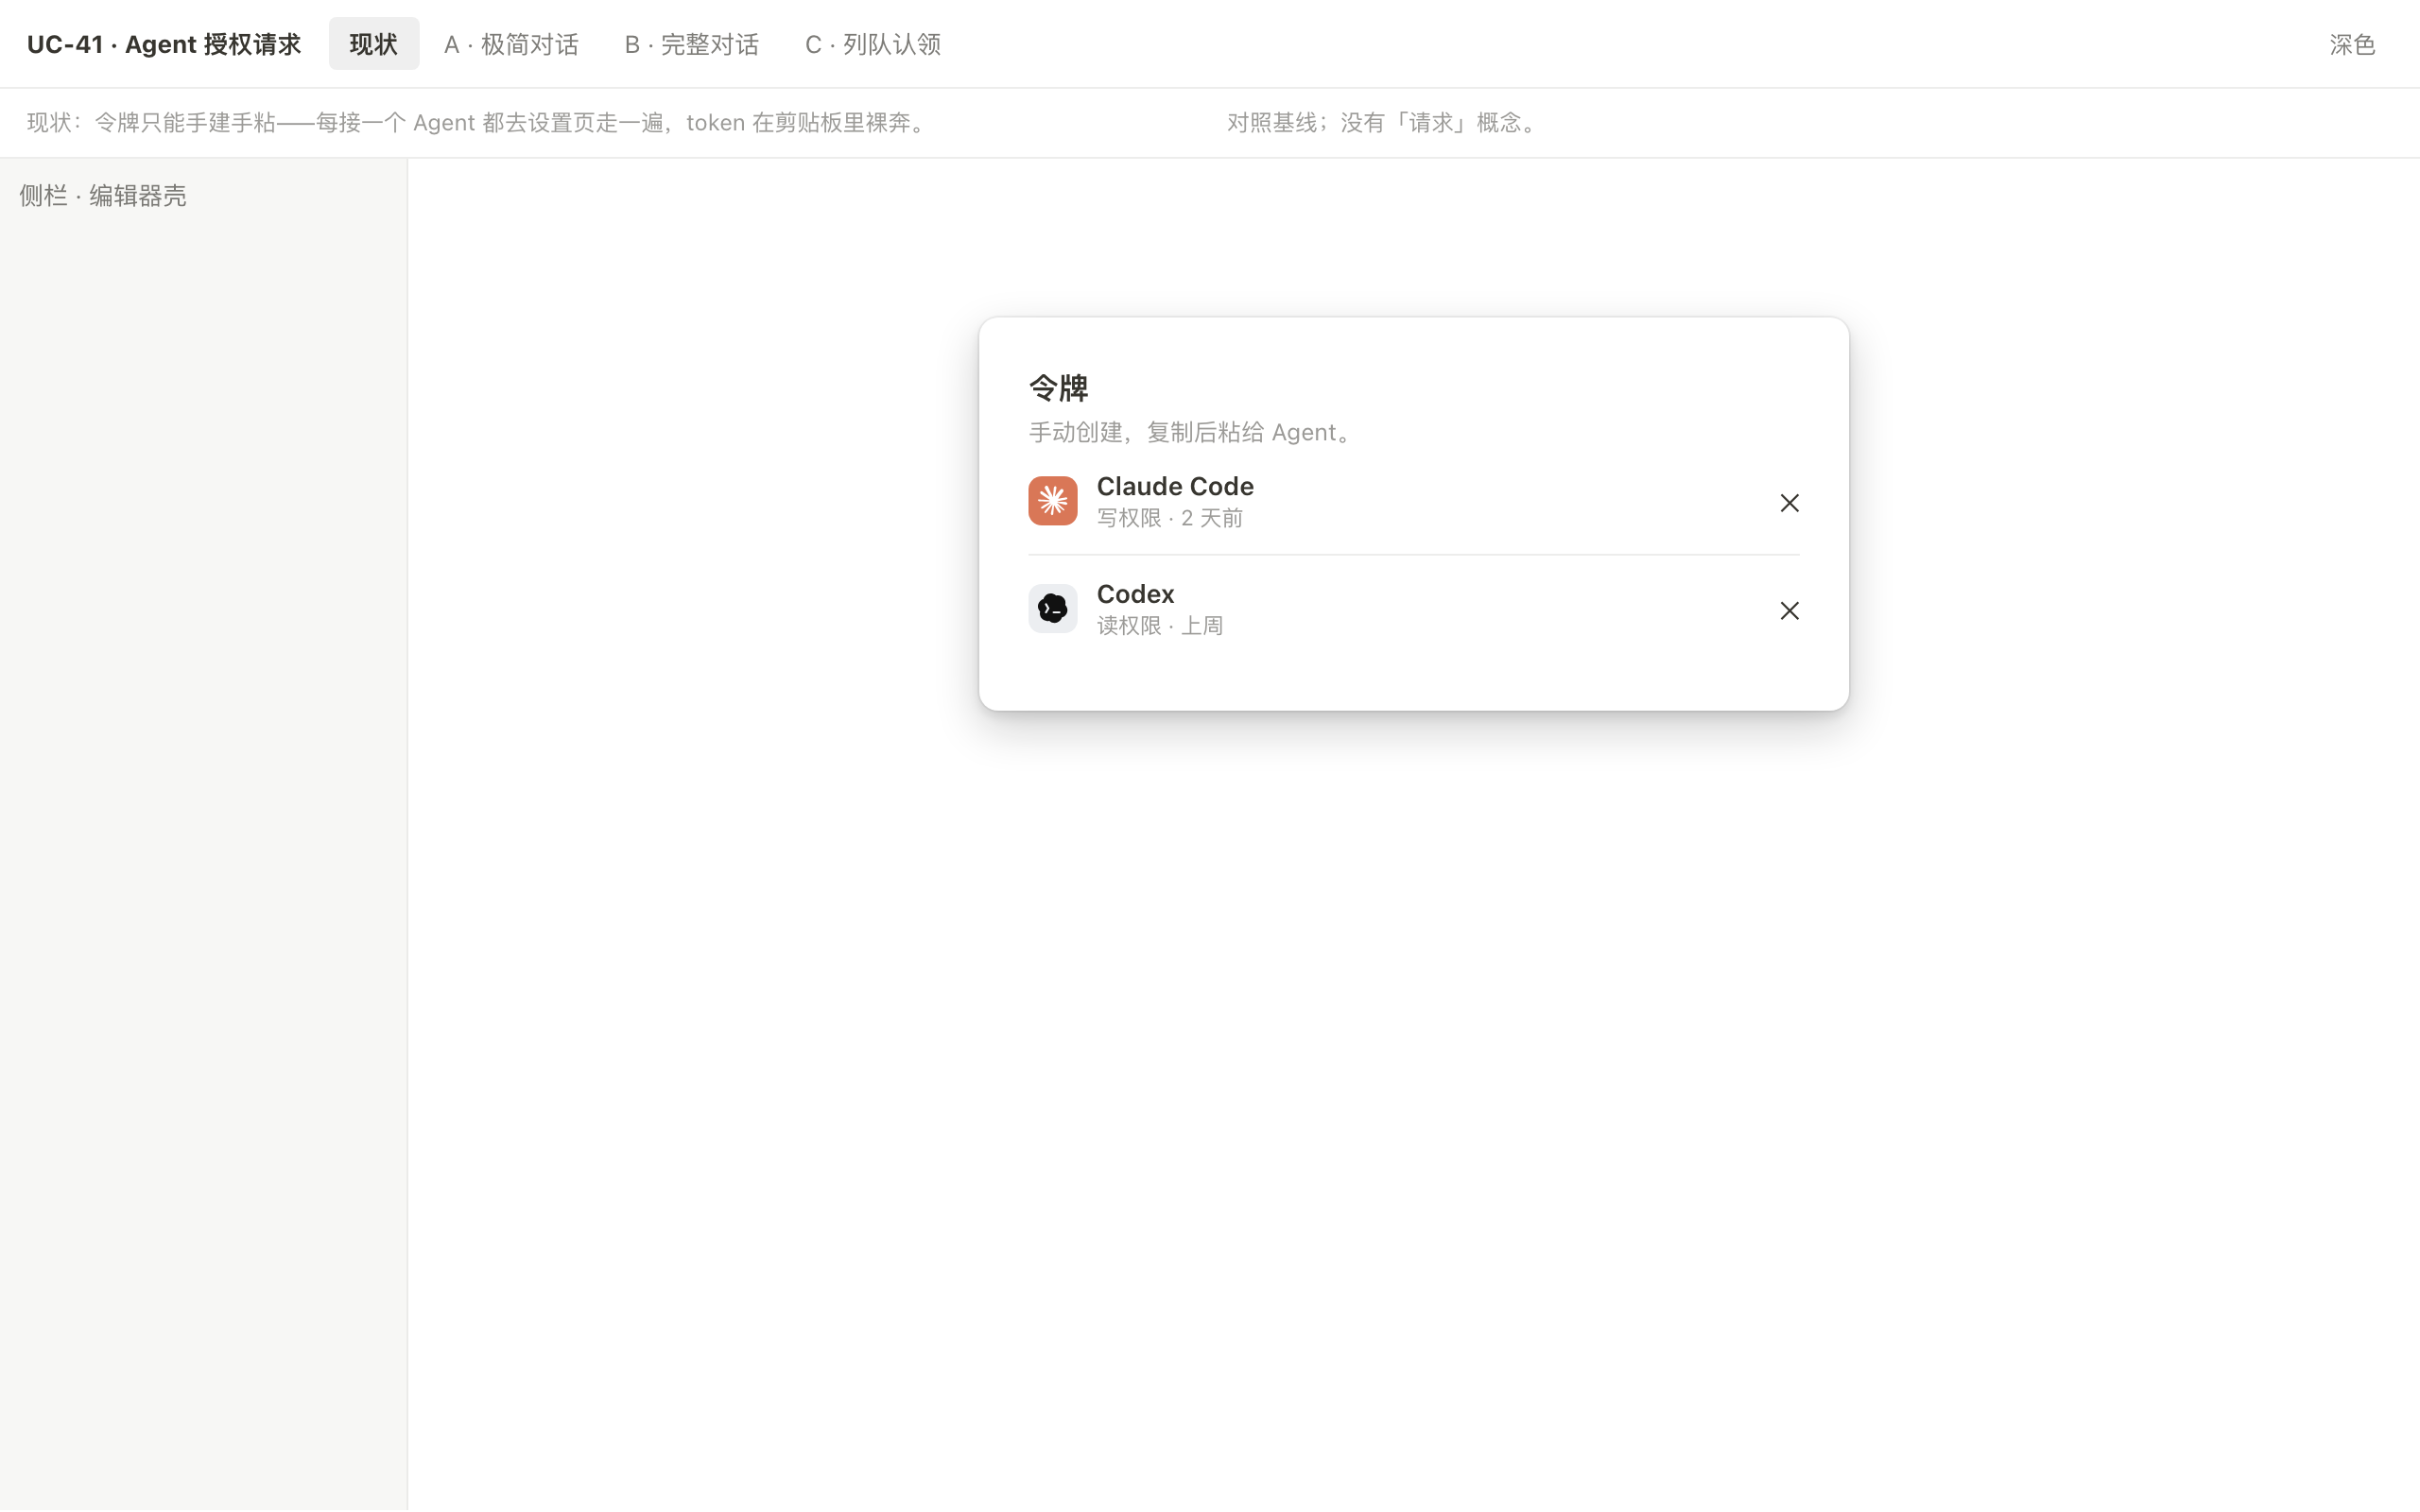 UC-41 · Agent 授权请求
现状
A · 极简对话
B · 完整对话
C · 列队认领
深色
现状：令牌只能手建手粘——每接一个 Agent 都去设置页走一遍，token 在剪贴板里裸奔。
对照基线；没有「请求」概念。
侧栏 · 编辑器壳
令牌
手动创建，复制后粘给 Agent。
Claude Code
写权限 · 2 天前
Codex
读权限 · 上周